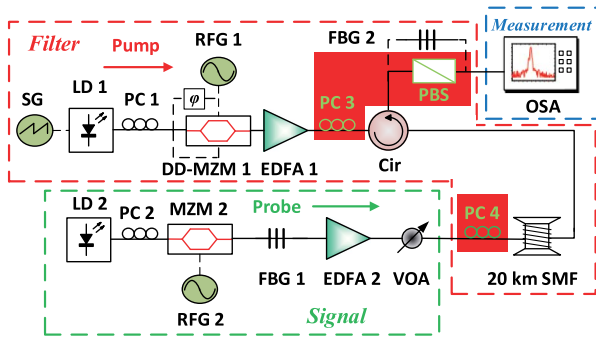 Filter
Pump
RFG 1
FBG 2
Measurement
SG
LD 1
PC 1
φ
PC 3
PBS
OSA
DD-MZM 1
EDFA 1
Cir
LD 2
PC 2
MZM 2
Probe
PC 4
FBG 1
EDFA 2
VOA
20 km SMF
RFG 2
Signal